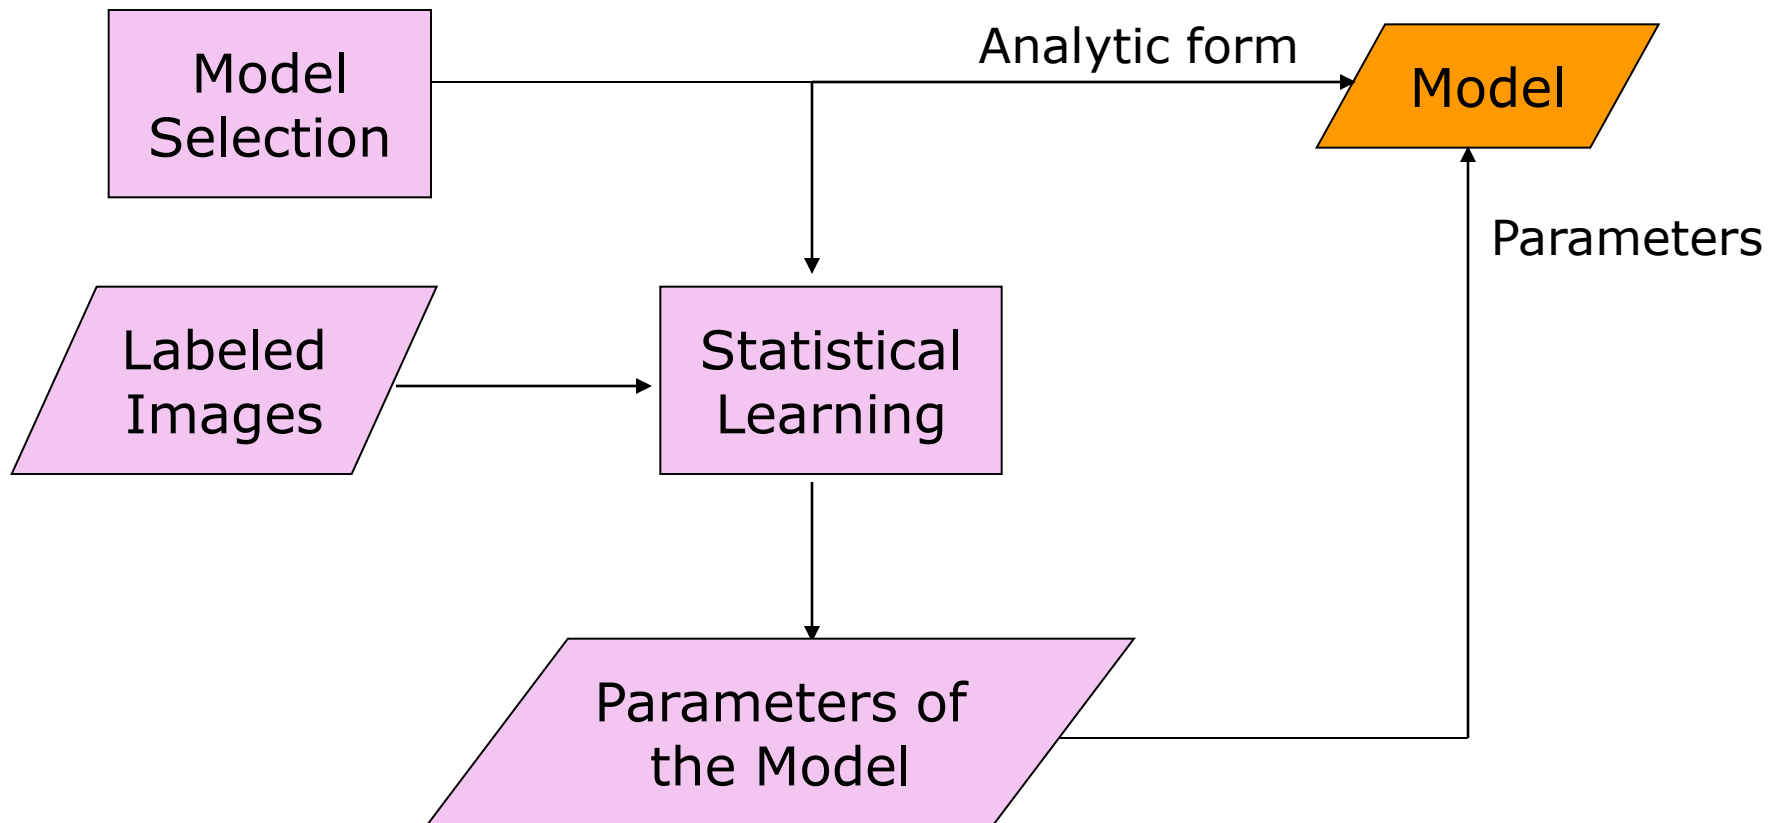 Model
Selection
Analytic form
Model
Parameters
Labeled
Images
Statistical
Learning
Parameters of
the Model